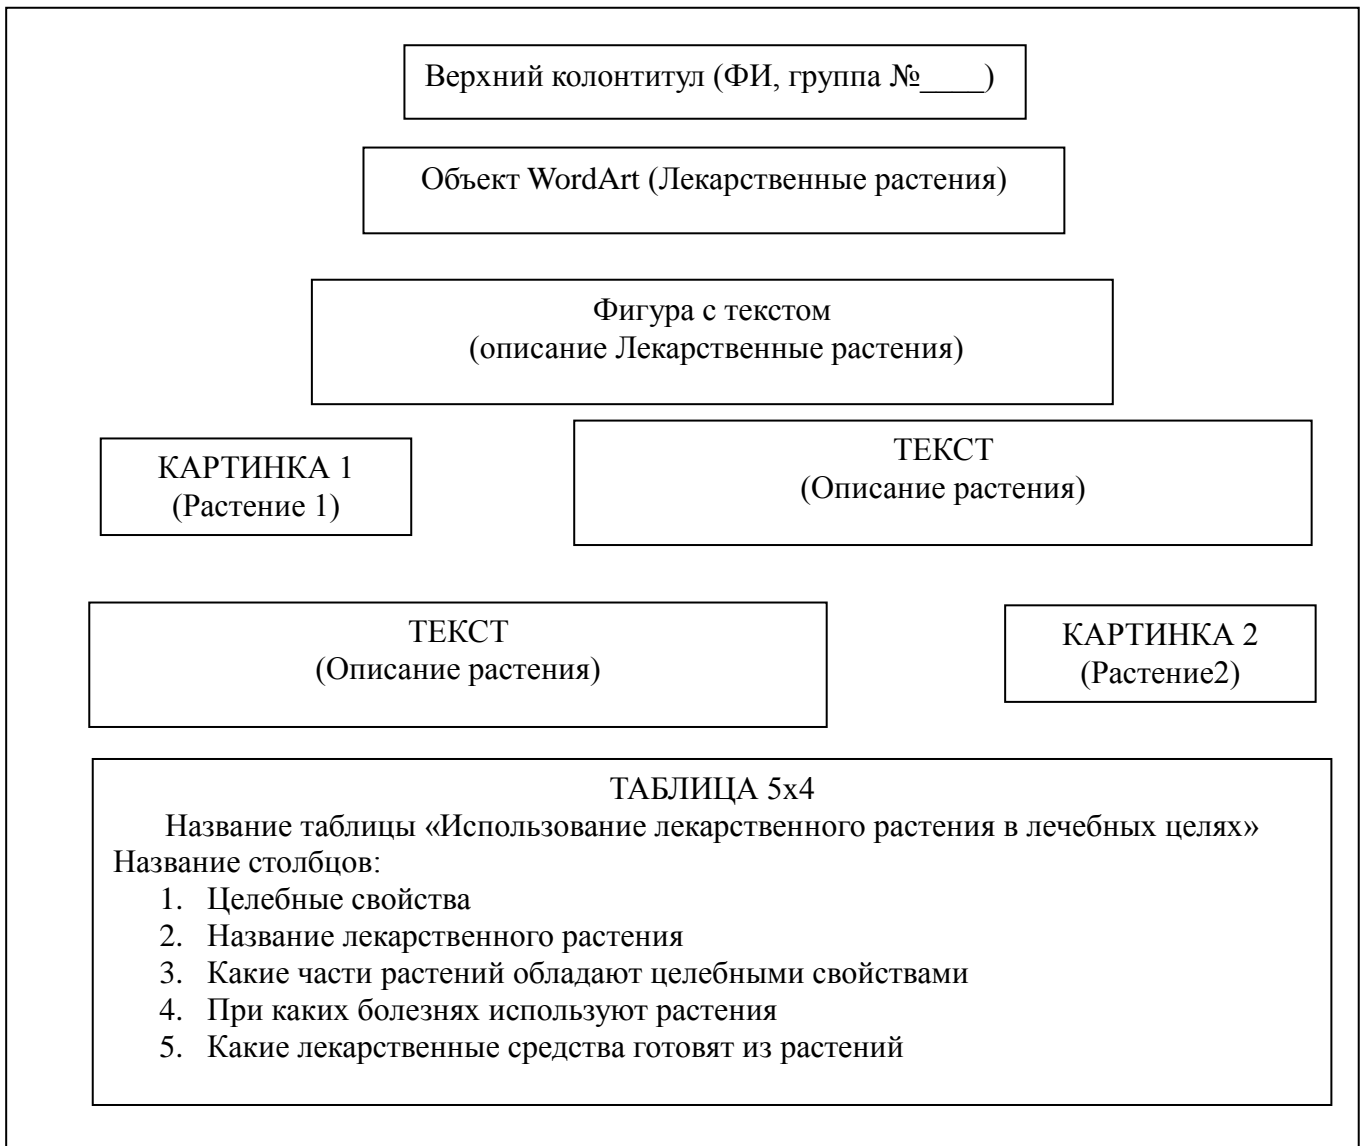 Верхний колонтитул (ФИ, группа №____)
Объект WordArt (Лекарственные растения)
Фигура с текстом
(описание Лекарственные растения)
КАРТИНКА 1
(Растение 1)
ТЕКСТ
(Описание растения)
ТЕКСТ
(Описание растения)
КАРТИНКА 2
(Растение2)
ТАБЛИЦА 5х4
Название таблицы «Использование лекарственного растения в лечебных целях»
Название столбцов:
1. Целебные свойства
2. Название лекарственного растения
3. Какие части растений обладают целебными свойствами
4. При каких болезнях используют растения
5. Какие лекарственные средства готовят из растений